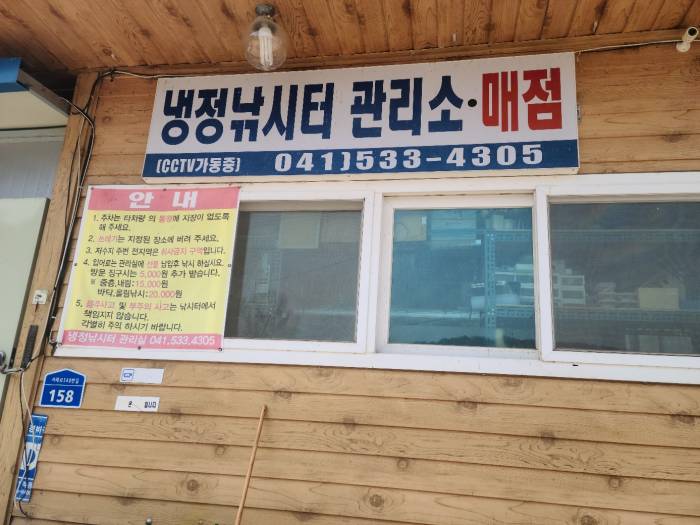 냉정낚시터 관리소·매점
(CCTV가동중) 041)533-4305
안 내
1. 주차는 타차량 의 통행에 지장이 없도록
해 주세요.
2. 쓰레기는 지정된 장소에 버려 주세요.
3. 저수지 주변 전지역은 취사금지 구역입니다.
4. 입어료는 관리실에 선불 납입후 낚시 하십시요.
방문 침구시는 5,000원 추가 받습니다.
※ 중층,내림:15,000원
바닥,올림낚시:20,000원
5. 음주사고 및 부주의 사고는 낚시터에서
책임지지 않습니다.
각별히 주의 하시기 바랍니다.
냉정낚시터 관리실 041.533.4305
158